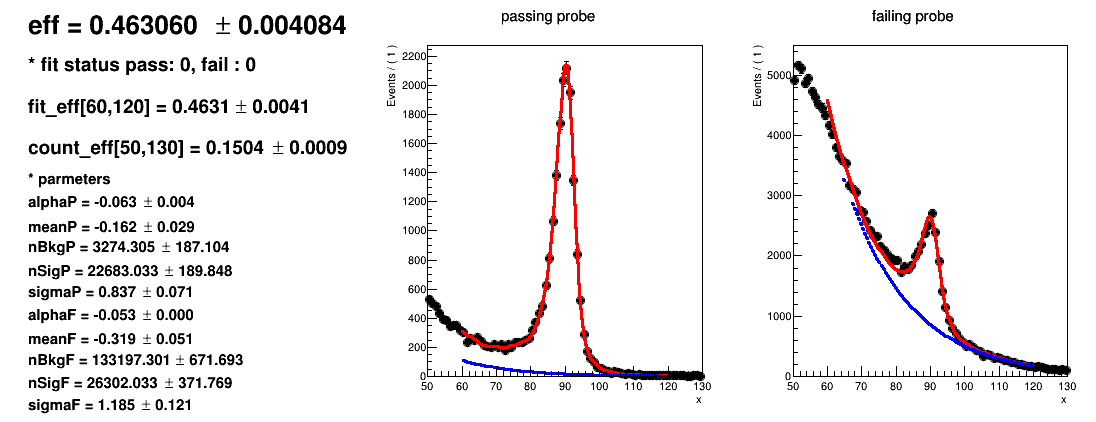 eff = 0.463060 ± 0.004084
* fit status pass: 0, fail : 0
fit_eff[60,120] = 0.4631 ± 0.0041
count_eff[50,130] = 0.1504 ± 0.0009
* parmeters
alphaP = -0.063 ± 0.004
meanP = -0.162 ± 0.029
nBkgP = 3274.305 ± 187.104
nSigP = 22683.033 ± 189.848
sigmaP = 0.837 ± 0.071
alphaF = -0.053 ± 0.000
meanF = -0.319 ± 0.051
nBkgF = 133197.301 ± 671.693
nSigF = 26302.033 ± 371.769
sigmaF = 1.185 ± 0.121
passing probe
Events / ( 1 )
2200
2000
1800
1600
1400
1200
1000
800
600
400
200
0
50 60 70 80 90 100 110 120 130
x
failing probe
Events / ( 1 )
5000
4000
3000
2000
1000
0
50 60 70 80 90 100 110 120 130
x